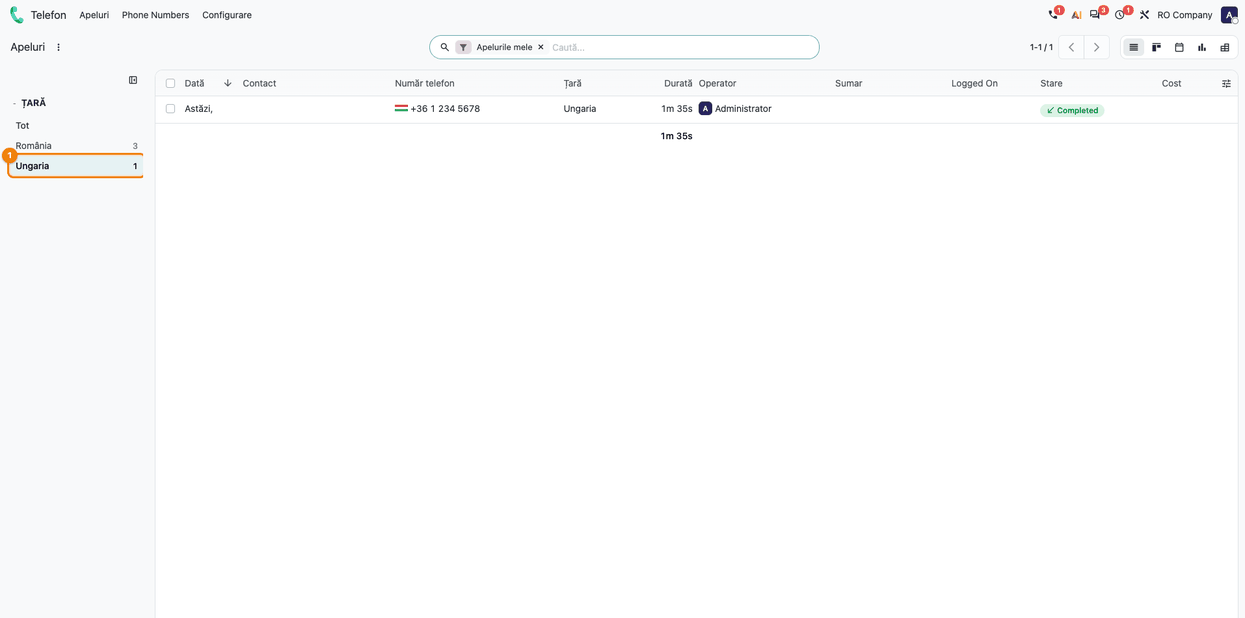 Telefon Apeluri Phone Numbers Configurare 1 AI 3 1 RO Company A
Apeluri Apelurile mele × Caută... 1-1 / 1
Dată Contact Număr telefon Țară Durată Operator Sumar Logged On Stare Cost
ȚARĂ
Astăzi, +36 1 234 5678 Ungaria 1m 35s A Administrator Completed
Tot
1m 35s
România 3
1
Ungaria 1